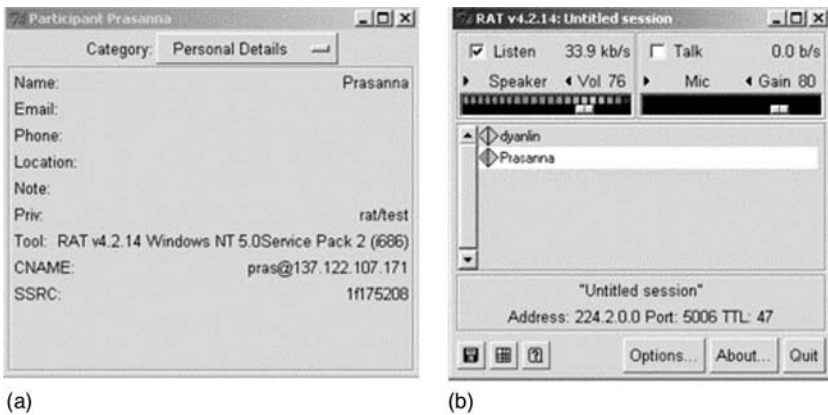 Participant Prasanna
Category: Personal Details
Name: Prasanna
Email:
Phone:
Location:
Note:
Priv: rat/test
Tool: RAT v4.2.14 Windows NT 5.0Service Pack 2 (i686)
CNAME: pras@137.122.107.171
SSRC: 1f175208
(a)
RAT v4.2.14: Untitled session
Listen 33.9 kb/s Talk 0.0 b/s
Speaker Vol 76 Mic Gain 80
dyanlin
Prasanna
"Untitled session"
Address: 224.2.0.0 Port: 5006 TTL: 47
Options... About... Quit
(b)